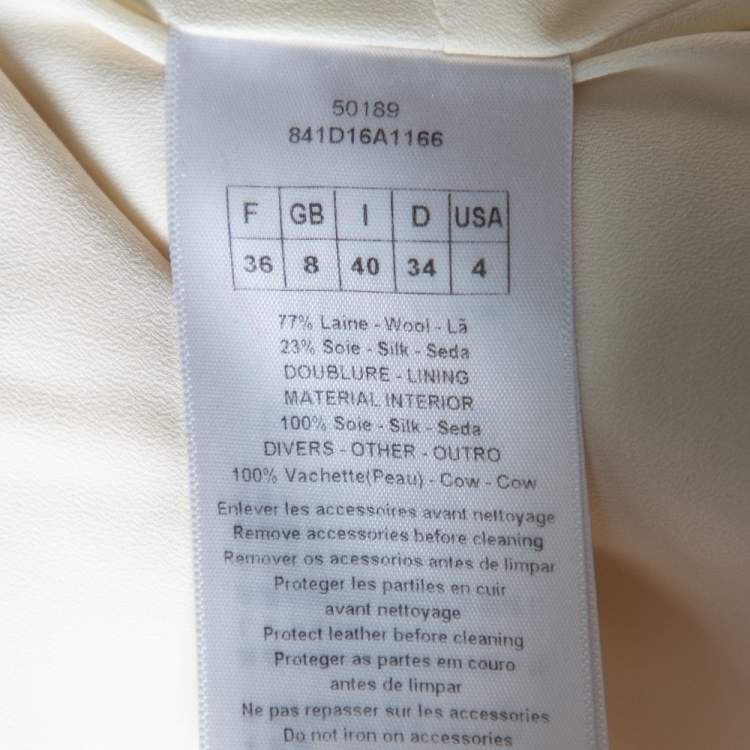 50189
841D16A1166
F GB I D USA
36 8 40 34 4
77% Laine - Wool - Lã
23% Soie - Silk - Seda
DOUBLURE - LINING
MATERIAL INTERIOR
100% Soie - Silk - Seda
DIVERS - OTHER - OUTRO
100% Vachette(Peau) - Cow - Cow
Enlever les accessoires avant nettoyage
Remove accessories before cleaning
Remover os acessorios antes de limpar
Proteger les partiles en cuir
avant nettoyage
Protect leather before cleaning
Proteger as partes em couro
antes de limpar
Ne pas repasser sur les accessories
Do not iron on accessories